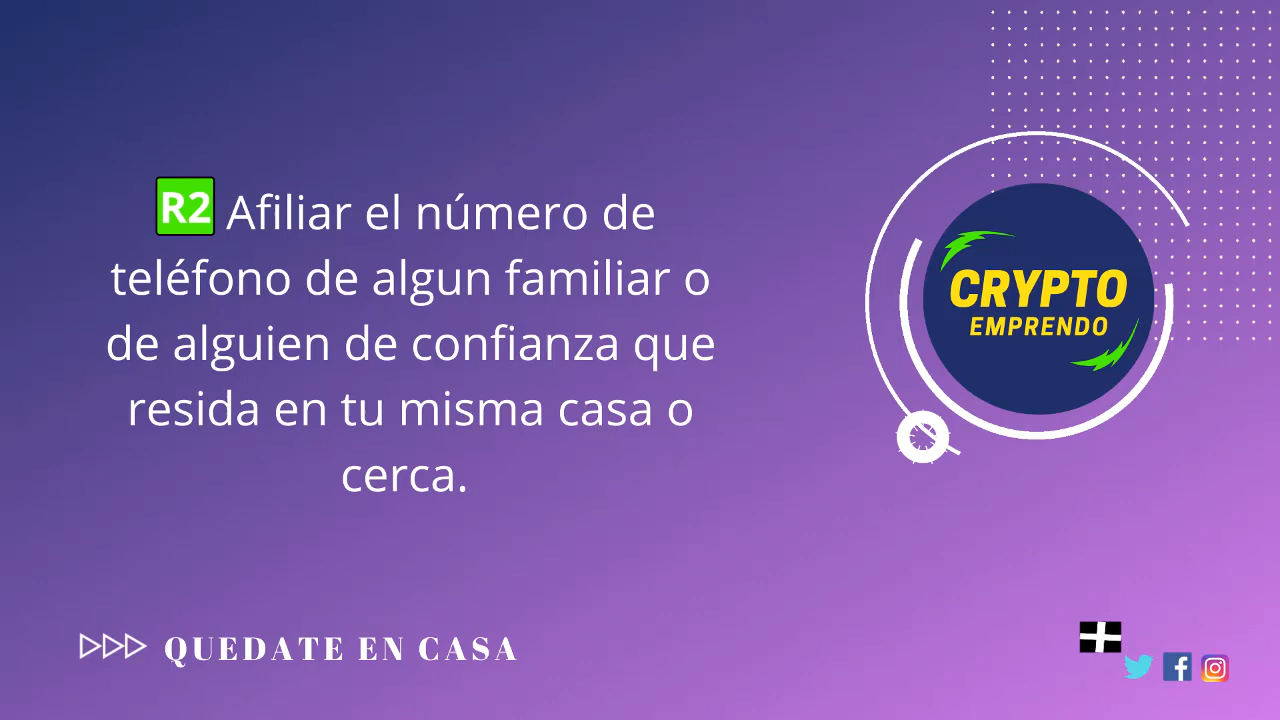 R2 Afiliar el número de
teléfono de algun familiar o
de alguien de confianza que
resida en tu misma casa o
cerca.
CRYPTO
EMPRENDO
QUEDATE EN CASA